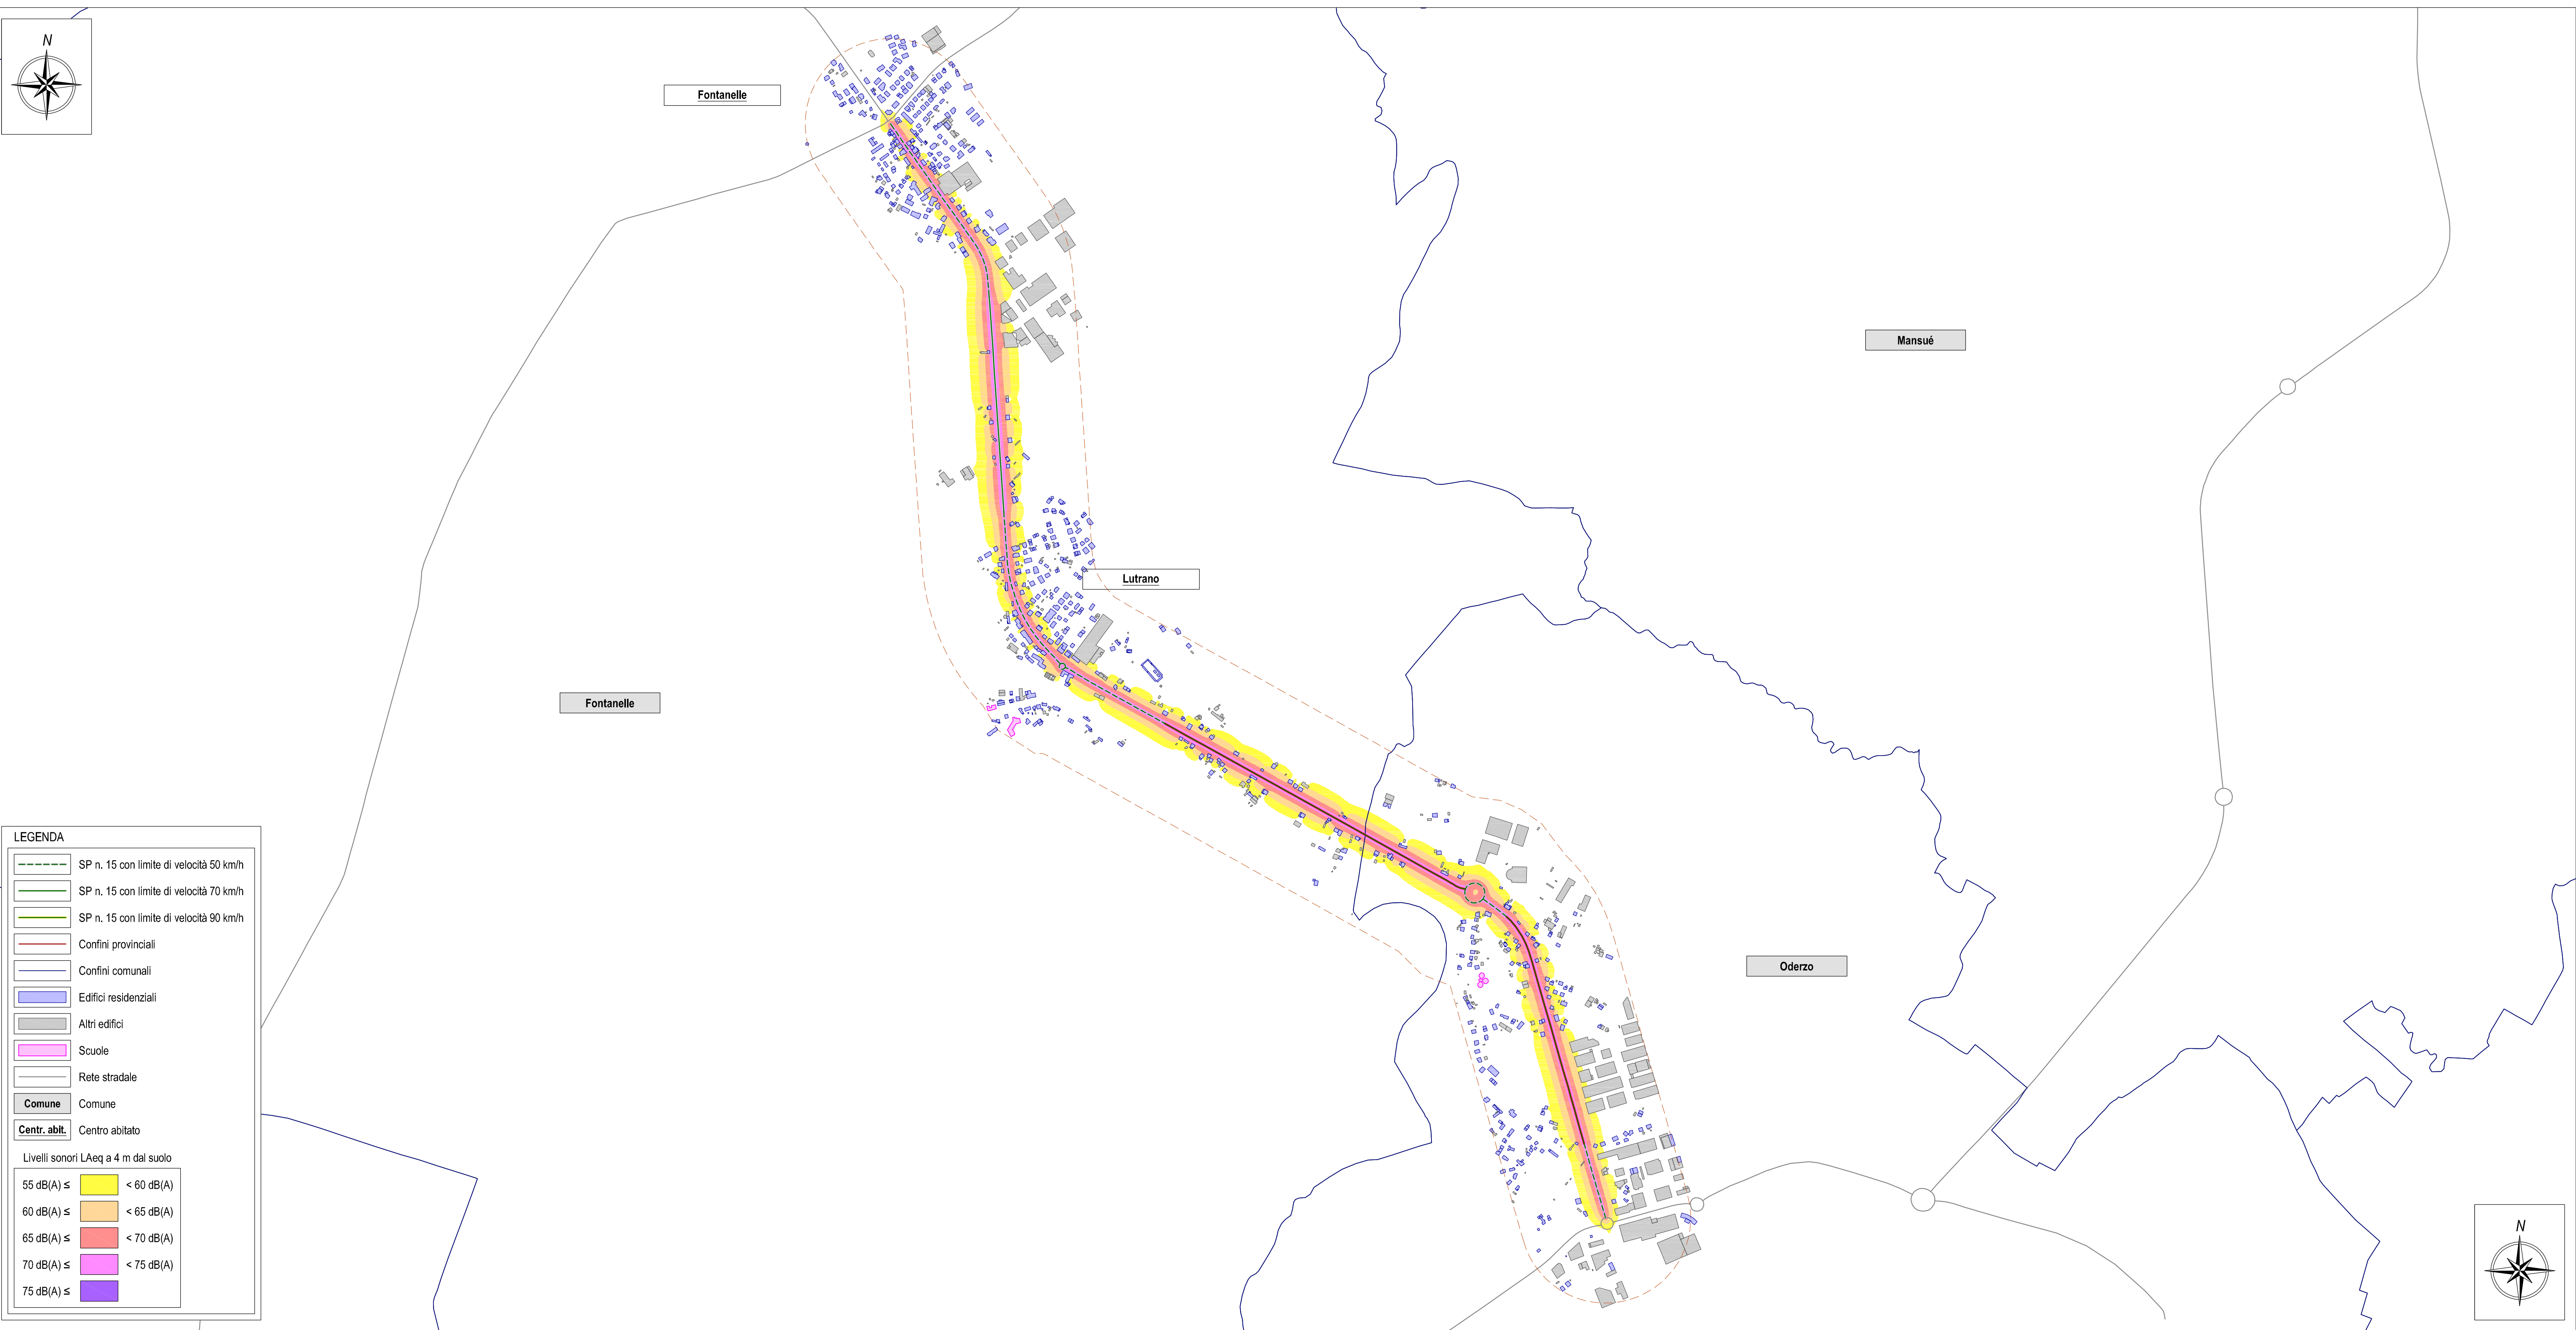 N
Fontanelle
Mansué
Lutrano
Fontanelle
Oderzo
LEGENDA
SP n. 15 con limite di velocità 50 km/h
SP n. 15 con limite di velocità 70 km/h
SP n. 15 con limite di velocità 90 km/h
Confini provinciali
Confini comunali
Edifici residenziali
Altri edifici
Scuole
Rete stradale
Comune Comune
Centr. abit. Centro abitato
Livelli sonori LAeq a 4 m dal suolo
55 dB(A) ≤ < 60 dB(A)
60 dB(A) ≤ < 65 dB(A)
65 dB(A) ≤ < 70 dB(A)
70 dB(A) ≤ < 75 dB(A)
75 dB(A) ≤
N